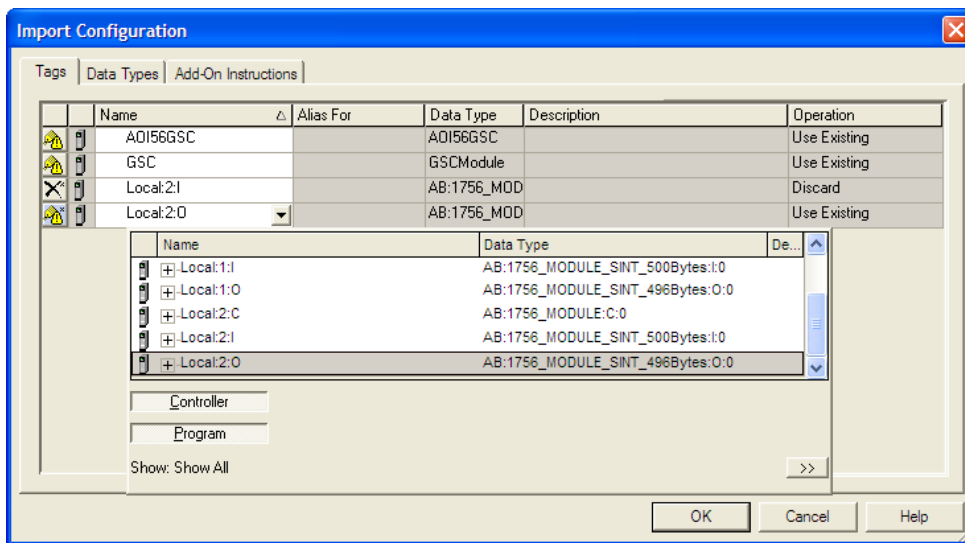 Import Configuration
Tags Data Types Add-On Instructions
Name Alias For Data Type Description Operation
AOI56GSC AOI56GSC Use Existing
GSC GSCModule Use Existing
Local:2:I AB:1756_MOD Discard
Local:2:O AB:1756_MOD Use Existing
Name Data Type De...
Local:1:I AB:1756_MODULE_SINT_500Bytes:I:0
Local:1:O AB:1756_MODULE_SINT_496Bytes:O:0
Local:2:C AB:1756_MODULE:C:0
Local:2:I AB:1756_MODULE_SINT_500Bytes:I:0
Local:2:O AB:1756_MODULE_SINT_496Bytes:O:0
Controller
Program
Show: Show All >>
OK Cancel Help